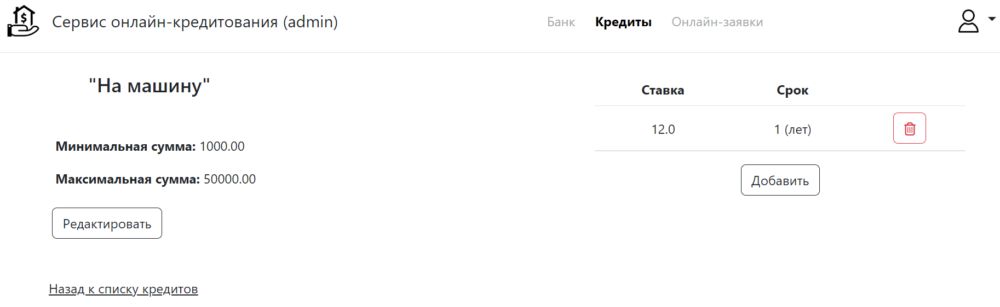 $
Сервис онлайн-кредитования (admin)
Банк Кредиты Онлайн-заявки
"На машину"
Минимальная сумма: 1000.00
Максимальная сумма: 50000.00
Редактировать
Назад к списку кредитов
Ставка Срок
12.0 1 (лет)
Добавить